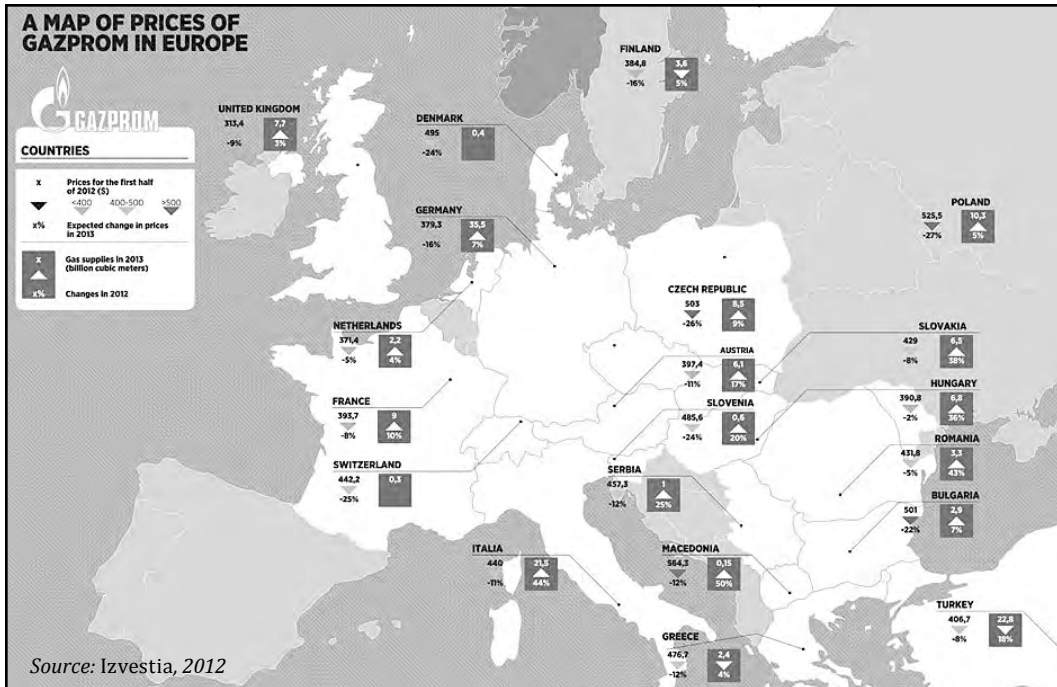 A MAP OF PRICES OF
GAZPROM IN EUROPE
GAZPROM
COUNTRIES
x Prices for the first half
of 2012 ($)
<400 400-500 >500
x% Expected change in prices
in 2013
x Gas supplies in 2013
(billion cubic meters)
x% Changes in 2012
FINLAND
384,8 3,6
-16% 5%
UNITED KINGDOM
313,4 7,7
-9% 3%
DENMARK
495 0,4
-24%
GERMANY
379,3 35,5
-16% 7%
POLAND
525,5 10,3
-27% 5%
CZECH REPUBLIC
503 8,5
-26% 9%
NETHERLANDS
371,4 2,2
-5% 4%
SLOVAKIA
429 6,5
-8% 38%
AUSTRIA
397,4 6,1
-11% 17%
HUNGARY
390,8 6,8
-2% 36%
FRANCE
393,7 9
-8% 10%
SLOVENIA
485,6 0,6
-24% 20%
ROMANIA
431,8 3,3
-5% 43%
SWITZERLAND
442,2 0,3
-25%
SERBIA
457,3 1
-12% 25%
BULGARIA
501 2,9
-22% 7%
ITALIA
440 21,5
-11% 44%
MACEDONIA
564,3 0,15
-12% 50%
TURKEY
406,7 22,8
-8% 18%
GREECE
476,7 2,4
-12% 4%
Source: Izvestia, 2012